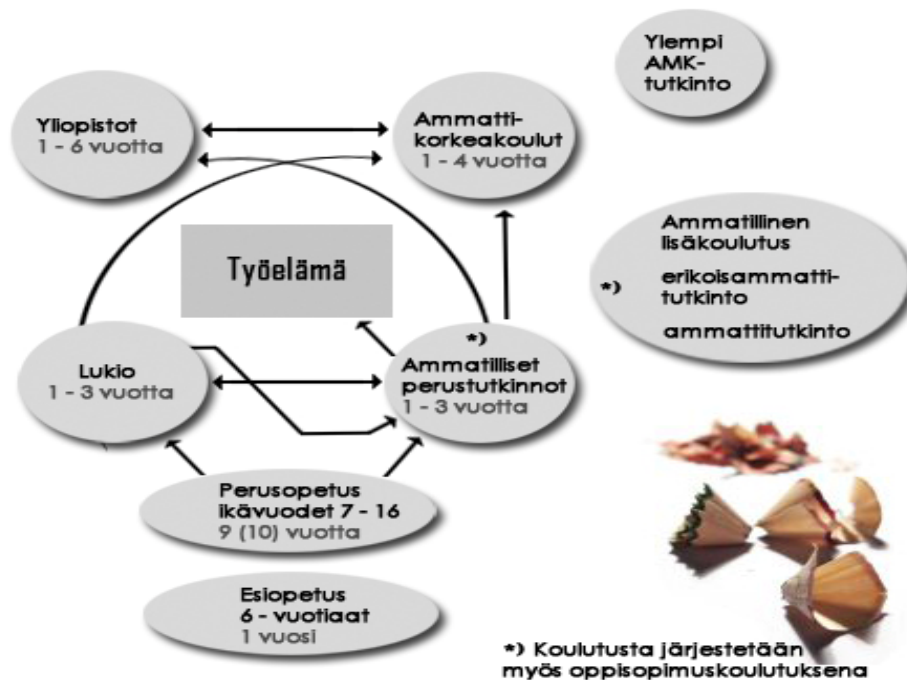 Ylempi
AMK-
tutkinto
Yliopistot
1 - 6 vuotta
Ammatti-
korkeakoulut
1 - 4 vuotta
Työelämä
Ammatillinen
lisäkoulutus
*) erikoisammatti-
tutkinto
ammattitutkinto
Lukio
1 - 3 vuotta
*)
Ammatilliset
perustutkinnot
1 - 3 vuotta
Perusopetus
ikävuodet 7 - 16
9 (10) vuotta
Esiopetus
6 - vuotiaat
1 vuosi
*) Koulutusta järjestetään
myös oppisopimuskoulutuksena